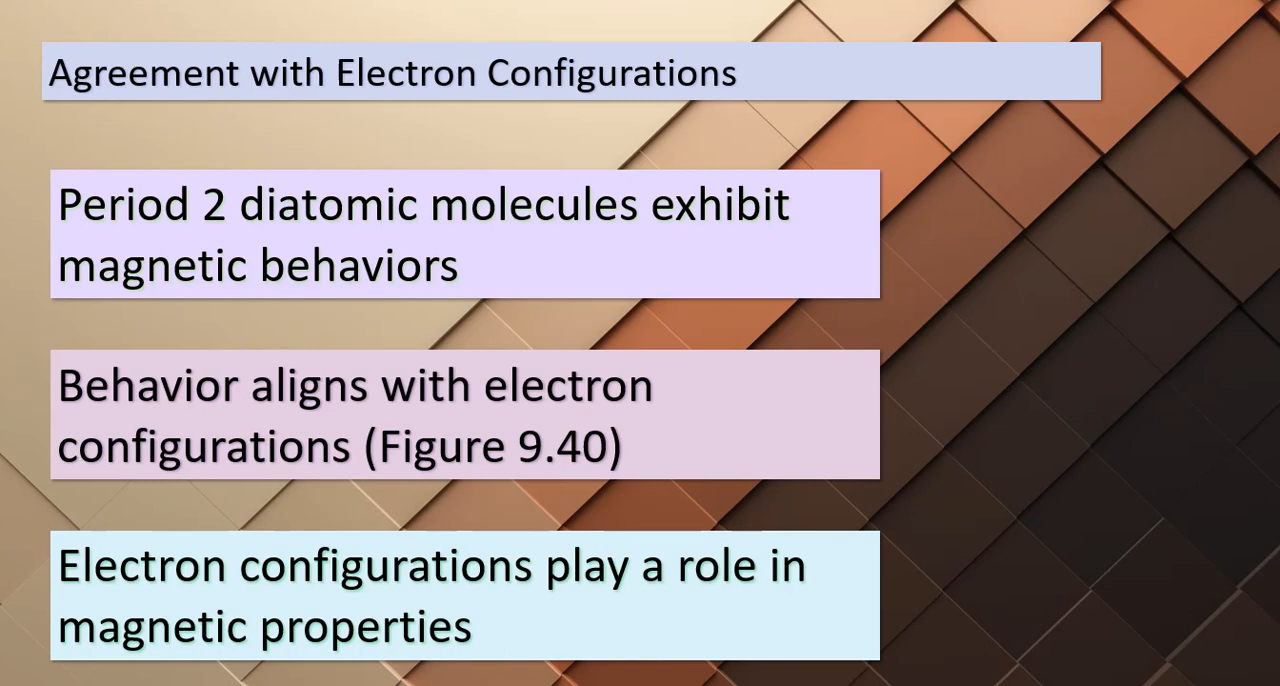 Agreement with Electron Configurations
Period 2 diatomic molecules exhibit
magnetic behaviors
Behavior aligns with electron
configurations (Figure 9.40)
Electron configurations play a role in
magnetic properties